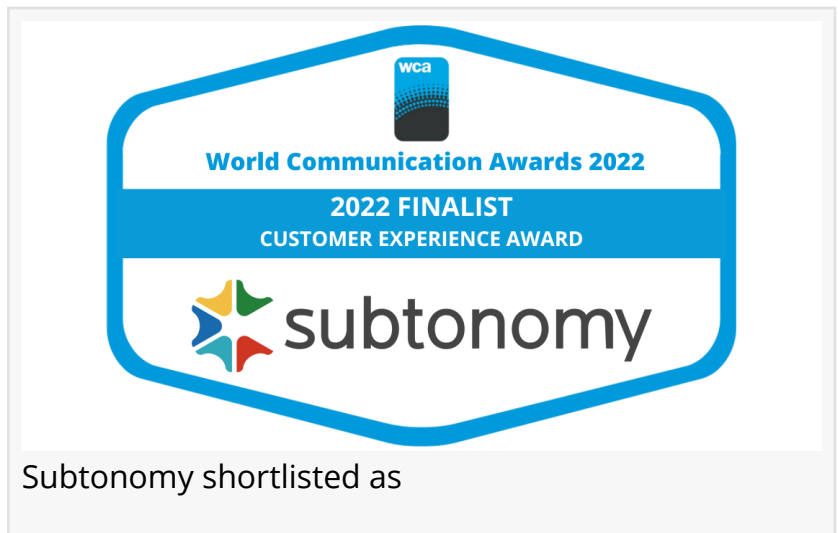 wca
World Communication Awards 2022
2022 FINALIST
CUSTOMER EXPERIENCE AWARD
subtonomy
Subtonomy shortlisted as